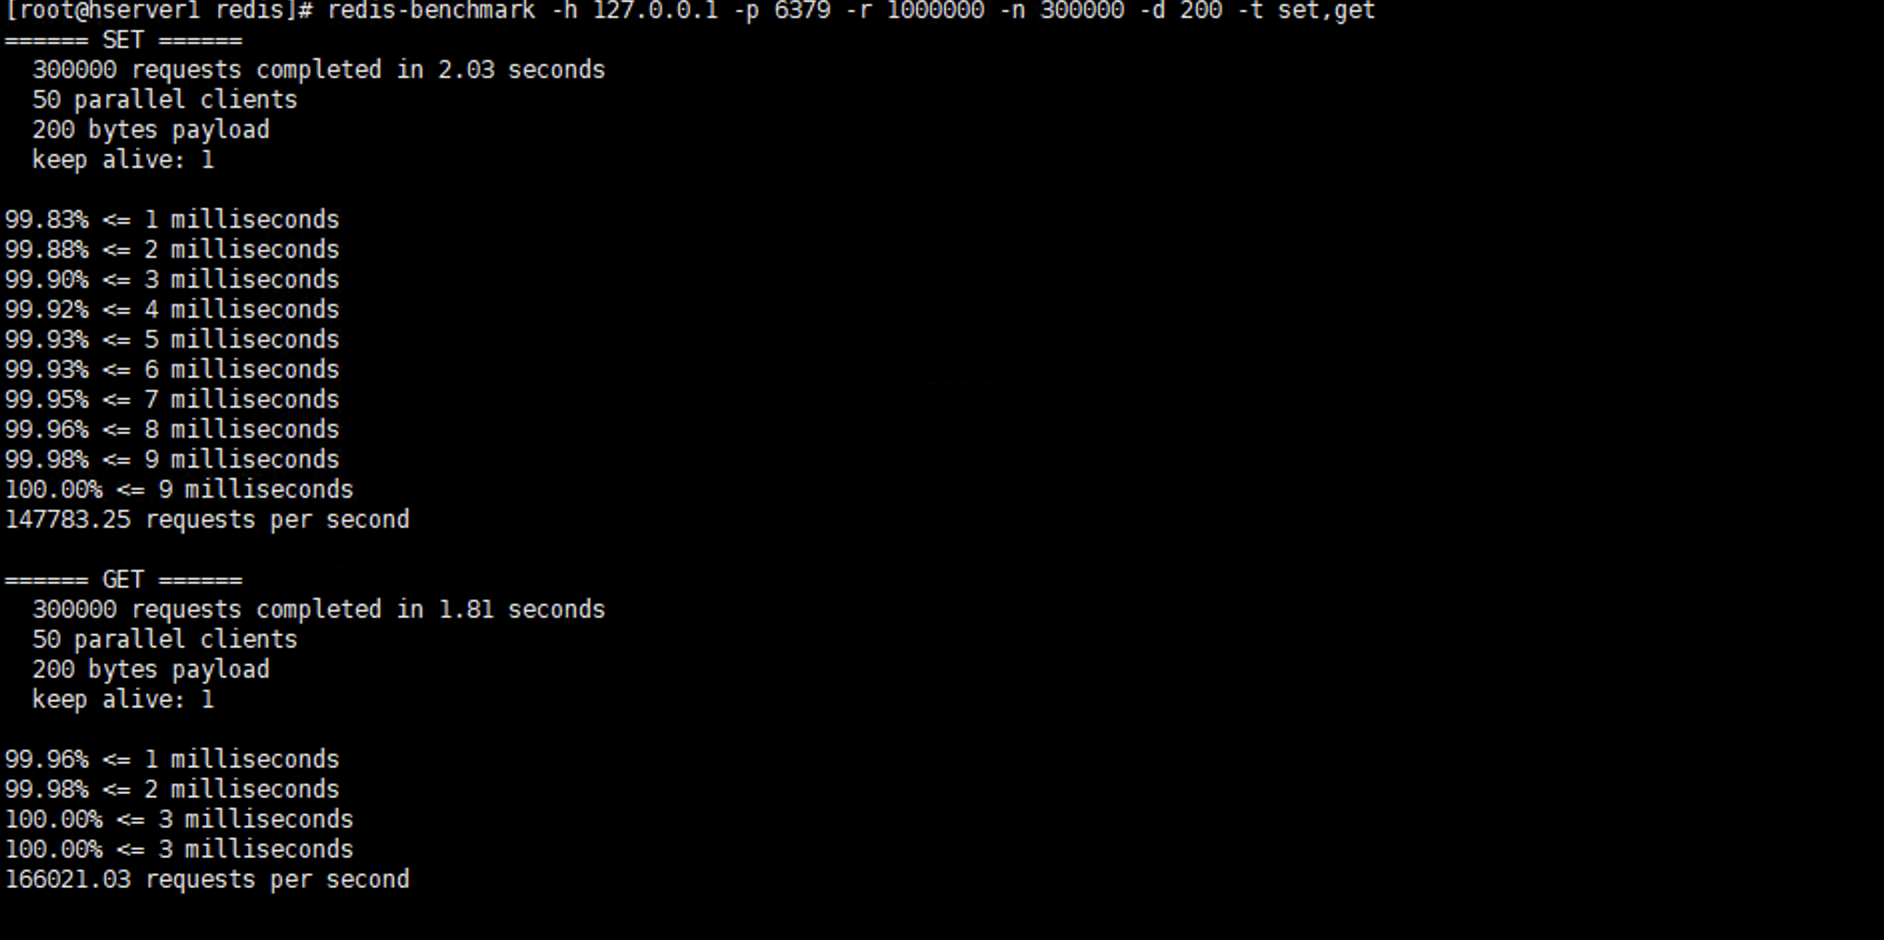 [root@hserver1 redis]# redis-benchmark -h 127.0.0.1 -p 6379 -r 1000000 -n 300000 -d 200 -t set,get
====== SET ======
  300000 requests completed in 2.03 seconds
  50 parallel clients
  200 bytes payload
  keep alive: 1

99.83% <= 1 milliseconds
99.88% <= 2 milliseconds
99.90% <= 3 milliseconds
99.92% <= 4 milliseconds
99.93% <= 5 milliseconds
99.93% <= 6 milliseconds
99.95% <= 7 milliseconds
99.96% <= 8 milliseconds
99.98% <= 9 milliseconds
100.00% <= 9 milliseconds
147783.25 requests per second

====== GET ======
  300000 requests completed in 1.81 seconds
  50 parallel clients
  200 bytes payload
  keep alive: 1

99.96% <= 1 milliseconds
99.98% <= 2 milliseconds
100.00% <= 3 milliseconds
100.00% <= 3 milliseconds
166021.03 requests per second